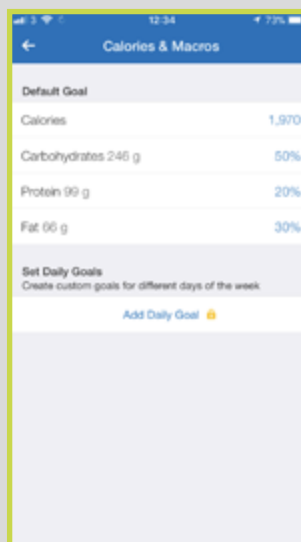 3 12:34 73%
Calories & Macros
Default Goal
Calories 1,970
Carbohydrates 246 g 50%
Protein 99 g 20%
Fat 66 g 30%
Set Daily Goals
Create custom goals for different days of the week
Add Daily Goal